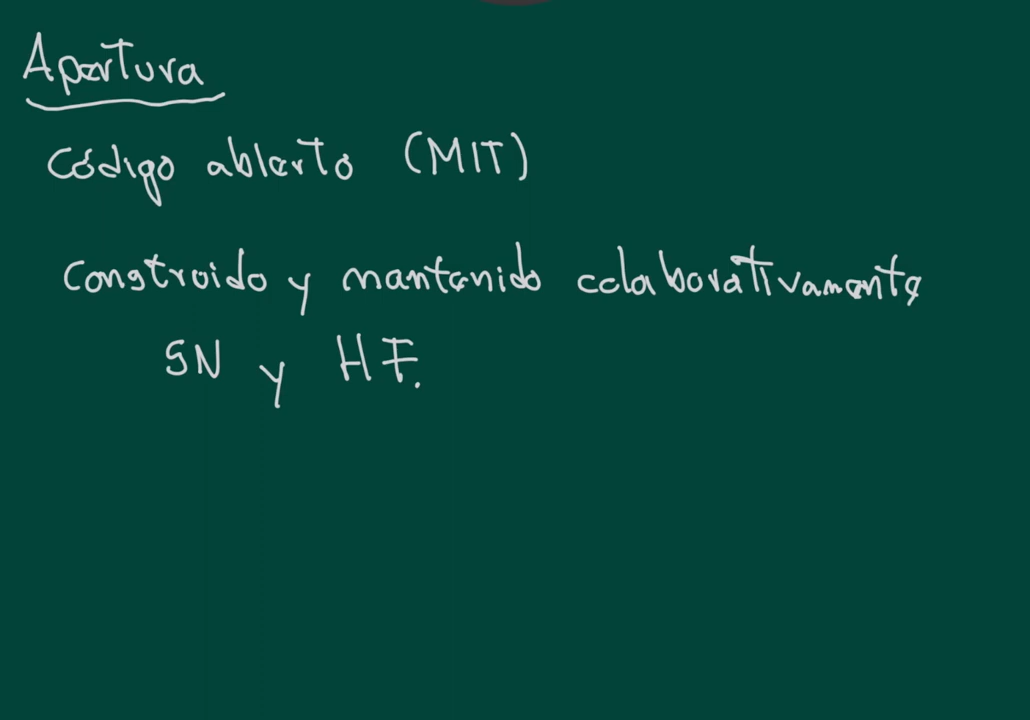 Apertura
Código abierto (MIT)
Construido y mantenido colaborativamente
SN y HF.